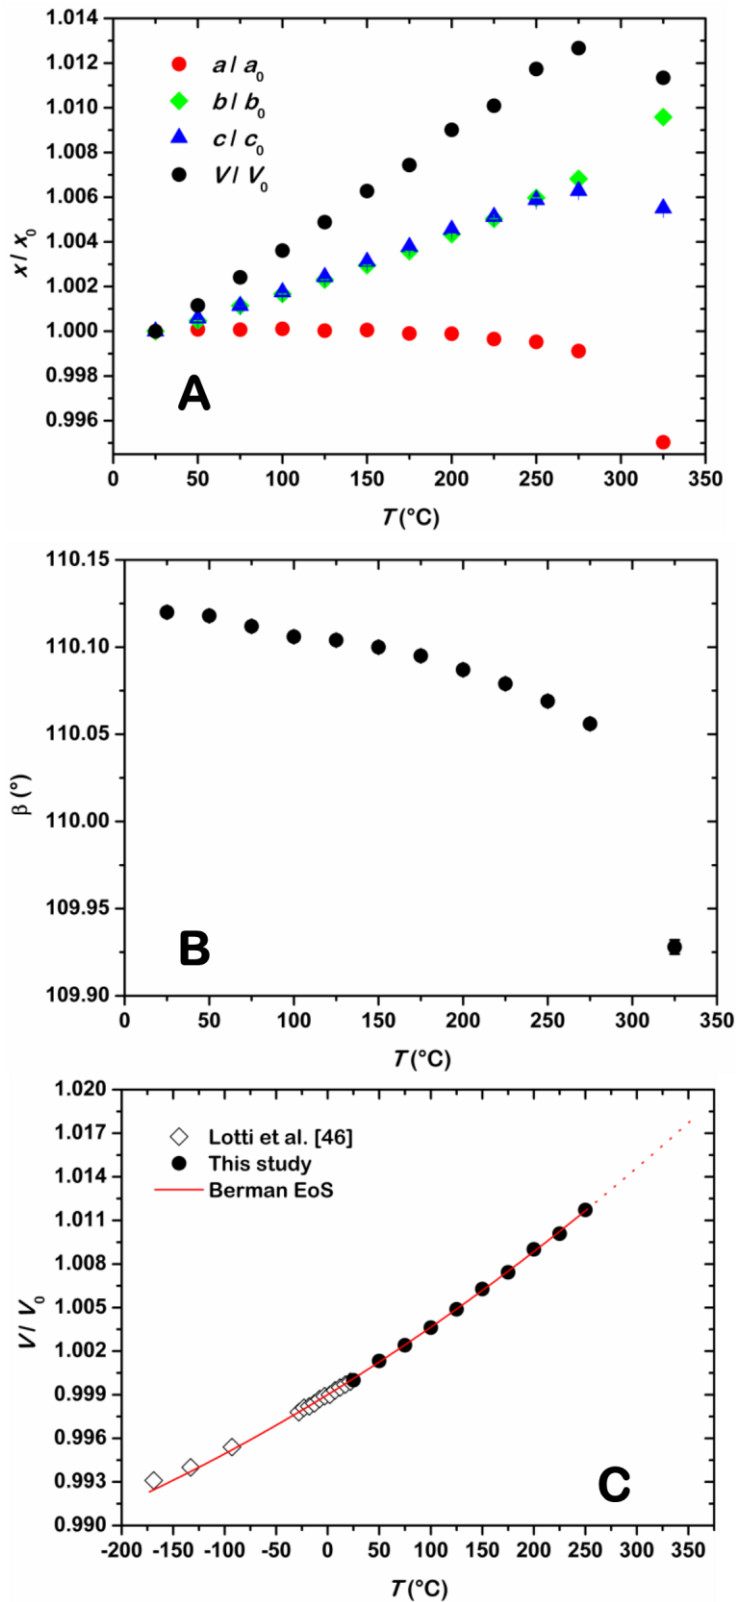 1.014
1.012
1.010
1.008
1.006
1.004
1.002
1.000
0.998
0.996
x / x0
a / a0
b / b0
c / c0
V / V0
A
0 50 100 150 200 250 300 350
T (°C)
110.15
110.10
110.05
110.00
109.95
109.90
β (°)
B
0 50 100 150 200 250 300 350
T (°C)
1.020
1.017
1.014
1.011
1.008
1.005
1.002
0.999
0.996
0.993
0.990
V / V0
Lotti et al. [46]
This study
Berman EoS
C
-200 -150 -100 -50 0 50 100 150 200 250 300 350
T (°C)